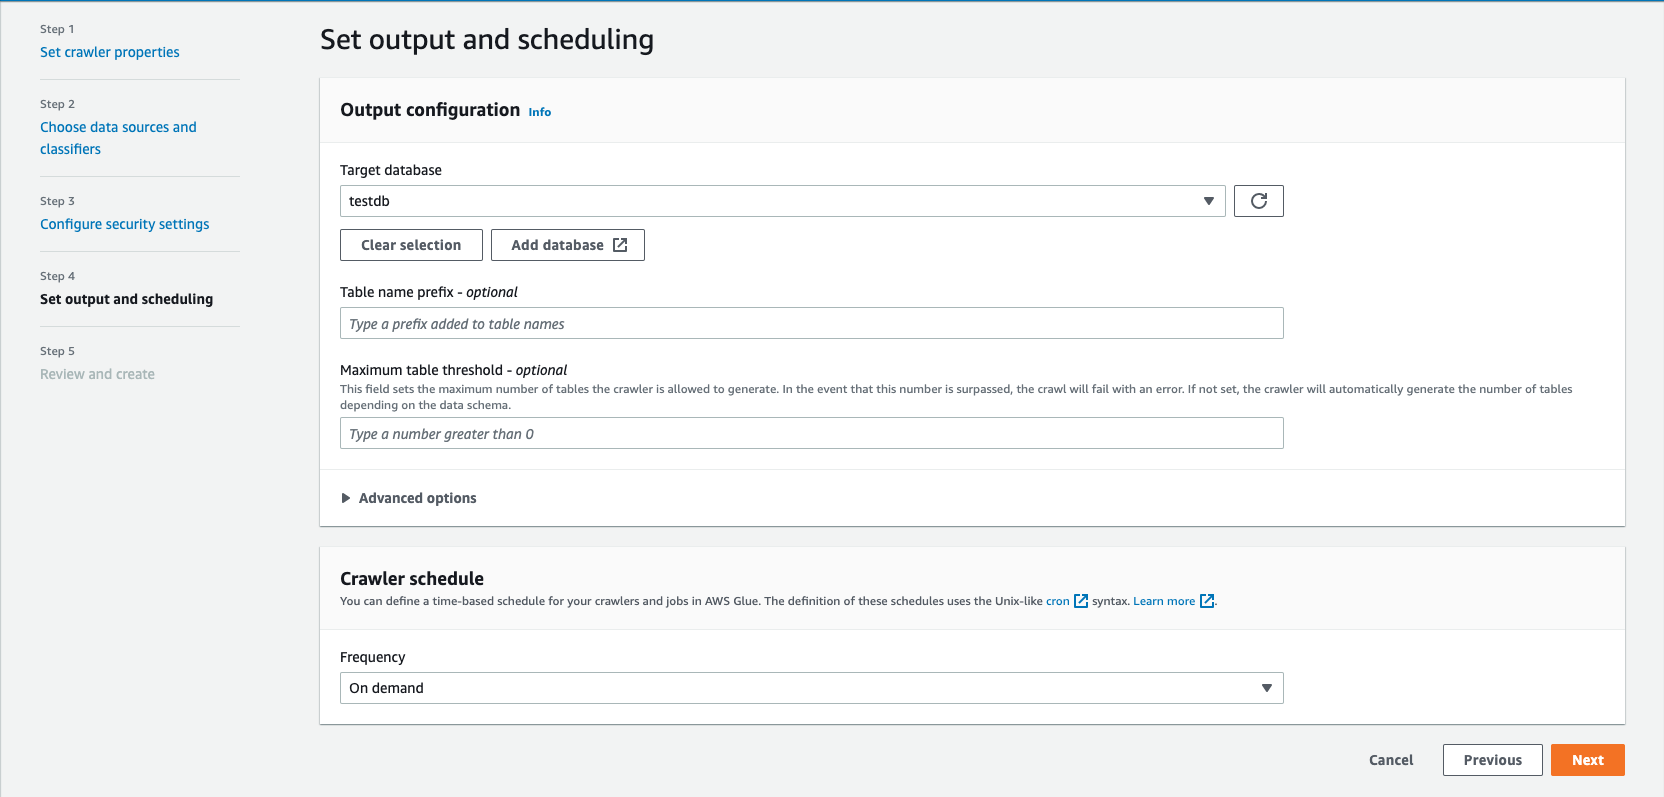 Step 1
Set crawler properties
Step 2
Choose data sources and
classifiers
Step 3
Configure security settings
Step 4
Set output and scheduling
Step 5
Review and create
Set output and scheduling
Output configuration Info
Target database
testdb
Clear selection
Add database
Table name prefix - optional
Type a prefix added to table names
Maximum table threshold - optional
This field sets the maximum number of tables the crawler is allowed to generate. In the event that this number is surpassed, the crawl will fail with an error. If not set, the crawler will automatically generate the number of tables
depending on the data schema.
Type a number greater than 0
Advanced options
Crawler schedule
You can define a time-based schedule for your crawlers and jobs in AWS Glue. The definition of these schedules uses the Unix-like cron syntax. Learn more .
Frequency
On demand
Cancel
Previous
Next